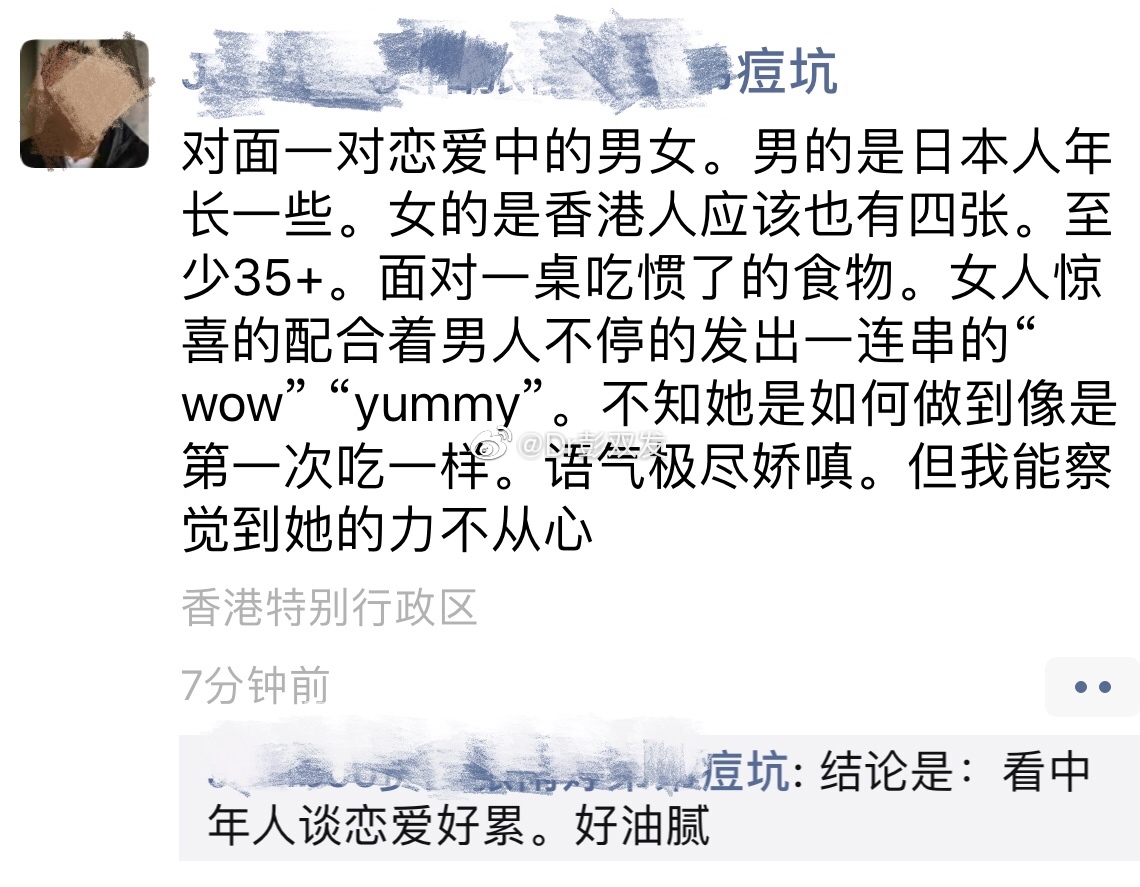 痘坑
对面一对恋爱中的男女。男的是日本人年
长一些。女的是香港人应该也有四张。至
少35+。面对一桌吃惯了的食物。女人惊
喜的配合着男人不停的发出一连串的“
wow” “yummy”。不知她是如何做到像是
@Dr彭双发
第一次吃一样。语气极尽娇嗔。但我能察
觉到她的力不从心
香港特别行政区
7分钟前
痘坑: 结论是：看中
年人谈恋爱好累。好油腻